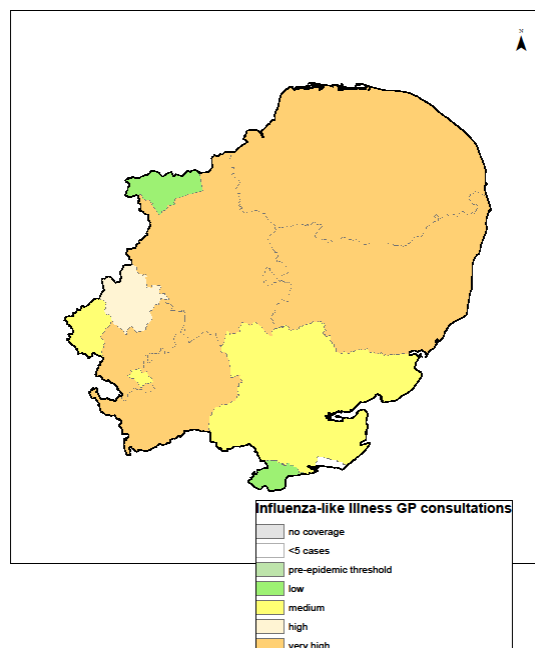 N
Influenza-like Illness GP consultations
no coverage
<5 cases
pre-epidemic threshold
low
medium
high
very high